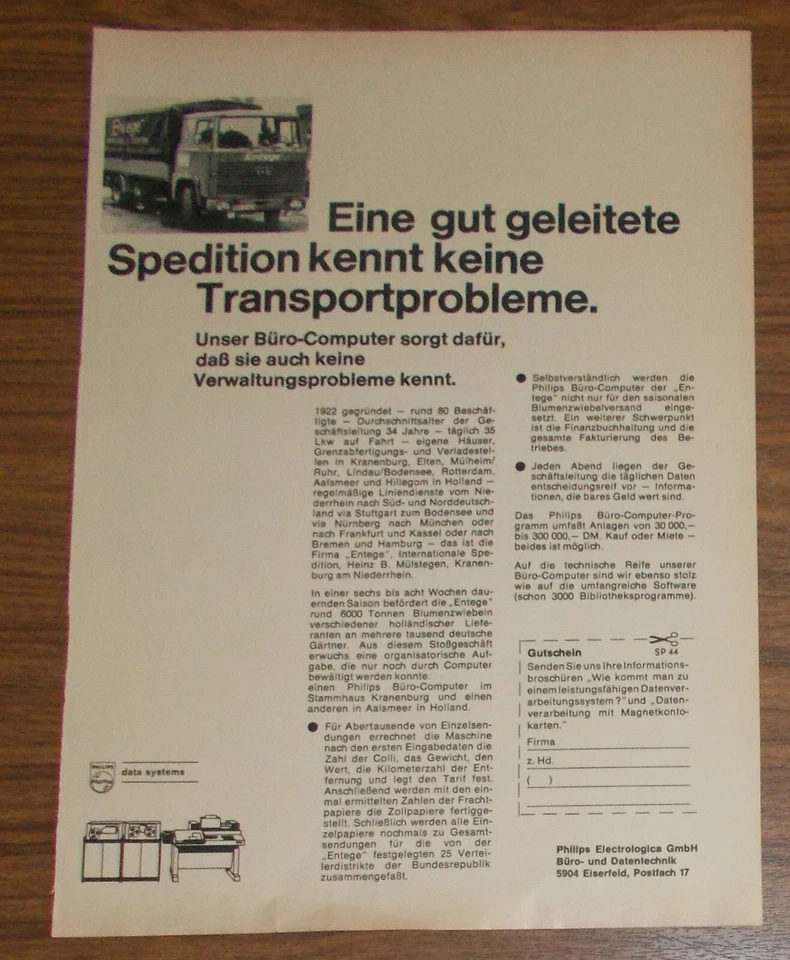 Entege
Entege
Eine gut geleitete
Spedition kennt keine
Transportprobleme.
Unser Büro-Computer sorgt dafür,
daß sie auch keine
Verwaltungsprobleme kennt.
1922 gegründet — rund 80 Beschäf-
tigte — Durchschnittsalter der Ge-
schäftsleitung 34 Jahre — täglich 35
Lkw auf Fahrt — eigene Häuser,
Grenzabfertigungs- und Verladestel-
len in Kranenburg, Elten, Mülheim/
Ruhr, Lindau/Bodensee, Rotterdam,
Aalsmeer und Hillegom in Holland —
regelmäßige Liniendienste vom Nie-
derrhein nach Süd- und Norddeutsch-
land via Stuttgart zum Bodensee und
via Nürnberg nach München oder
nach Frankfurt und Kassel oder nach
Bremen und Hamburg — das ist die
Firma „Entege", Internationale Spe-
dition, Heinz B. Mülstegen, Kranen-
burg am Niederrhein.
In einer sechs bis acht Wochen dau-
ernden Saison befördert die „Entege"
rund 6000 Tonnen Blumenzwiebeln
verschiedener holländischer Liefe-
ranten an mehrere tausend deutsche
Gärtner. Aus diesem Stoßgeschäft
erwuchs eine organisatorische Auf-
gabe, die nur noch durch Computer
bewältigt werden konnte:
einen Philips Büro-Computer im
Stammhaus Kranenburg und einen
anderen in Aalsmeer in Holland.
● Für Abertausende von Einzelsen-
dungen errechnet die Maschine
nach den ersten Eingabedaten die
Zahl der Colli, das Gewicht, den
Wert, die Kilometerzahl der Ent-
fernung und legt den Tarif fest.
Anschließend werden mit den ein-
mal ermittelten Zahlen der Fracht-
papiere die Zollpapiere fertigge-
stellt. Schließlich werden alle Ein-
zelpapiere nochmals zu Gesamt-
sendungen für die von der
„Entege" festgelegten 25 Vertei-
lerdistrikte der Bundesrepublik
zusammengefaßt.
● Selbstverständlich werden die
Philips Büro-Computer der „En-
tege" nicht nur für den saisonalen
Blumenzwiebelversand einge-
setzt. Ein weiterer Schwerpunkt
ist die Finanzbuchhaltung und die
gesamte Fakturierung des Be-
triebes.
● Jeden Abend liegen der Ge-
schäftsleitung die täglichen Daten
entscheidungsreif vor — Informa-
tionen, die bares Geld wert sind.
Das Philips Büro-Computer-Pro-
gramm umfaßt Anlagen von 30 000,—
bis 300 000,— DM. Kauf oder Miete —
beides ist möglich.
Auf die technische Reife unserer
Büro-Computer sind wir ebenso stolz
wie auf die umfangreiche Software
(schon 3000 Bibliotheksprogramme).
Gutschein SP 44
Senden Sie uns Ihre Informations-
broschüren „Wie kommt man zu
einem leistungsfähigen Datenver-
arbeitungssystem?" und „Daten-
verarbeitung mit Magnetkonto-
karten."
Firma
z. Hd.
( )
PHILIPS
data systems
Philips Electrologica GmbH
Büro- und Datentechnik
5904 Eiserfeld, Postfach 17